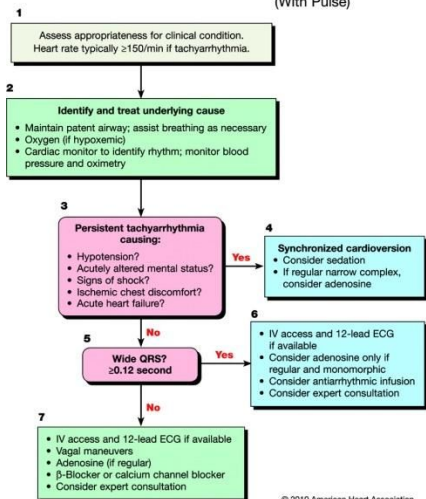 (With Pulse)
1
Assess appropriateness for clinical condition.
Heart rate typically ≥150/min if tachyarrhythmia.
2
Identify and treat underlying cause
• Maintain patent airway; assist breathing as necessary
• Oxygen (if hypoxemic)
• Cardiac monitor to identify rhythm; monitor blood
pressure and oximetry
3
Persistent tachyarrhythmia
causing:
• Hypotension?
• Acutely altered mental status?
• Signs of shock?
• Ischemic chest discomfort?
• Acute heart failure?
Yes
4
Synchronized cardioversion
• Consider sedation
• If regular narrow complex,
consider adenosine
No
5
Wide QRS?
≥0.12 second
Yes
6
• IV access and 12-lead ECG
if available
• Consider adenosine only if
regular and monomorphic
• Consider antiarrhythmic infusion
• Consider expert consultation
No
7
• IV access and 12-lead ECG if available
• Vagal maneuvers
• Adenosine (if regular)
• β-Blocker or calcium channel blocker
• Consider expert consultation
American Heart Association